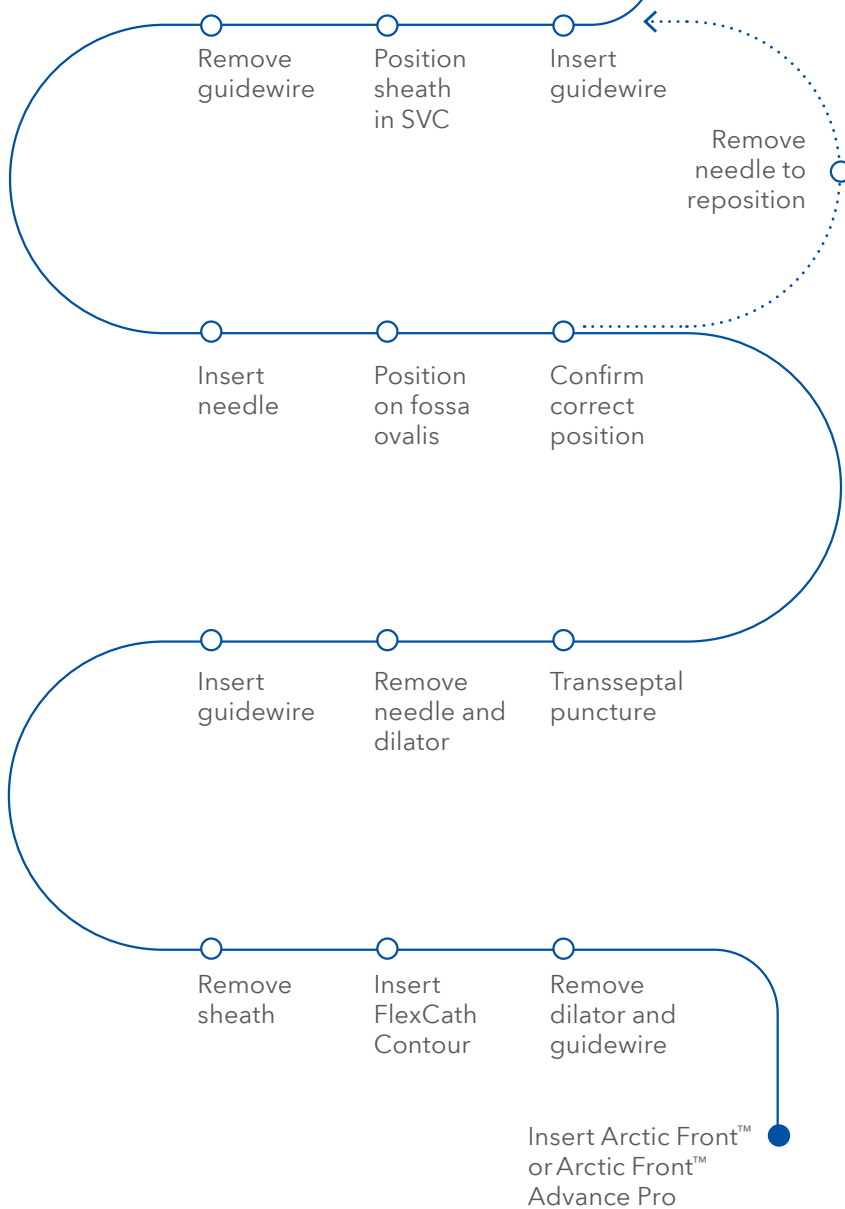 Remove
guidewire
Position
sheath
in SVC
Insert
guidewire
Remove
needle to
reposition
Insert
needle
Position
on fossa
ovalis
Confirm
correct
position
Insert
guidewire
Remove
needle and
dilator
Transseptal
puncture
Remove
sheath
Insert
FlexCath
Contour
Remove
dilator and
guidewire
Insert Arctic Front™
or Arctic Front™
Advance Pro